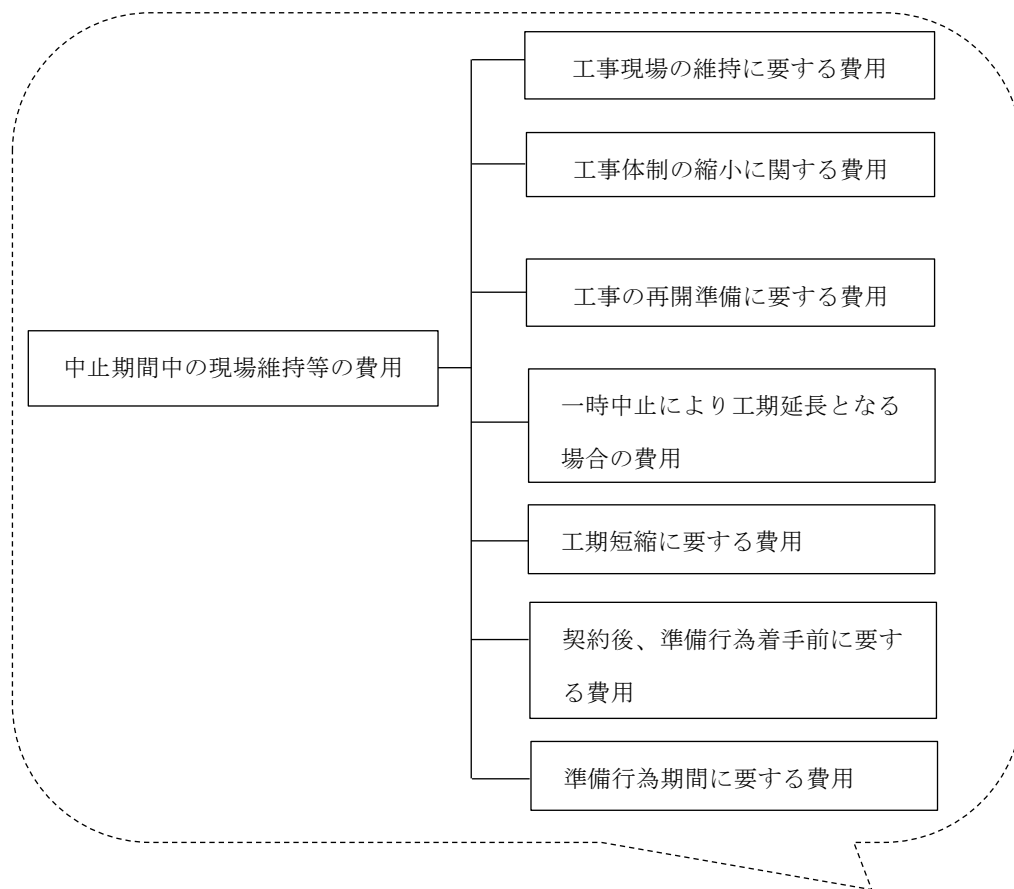 工事現場の維持に要する費用
工事体制の縮小に関する費用
工事の再開準備に要する費用
中止期間中の現場維持等の費用
一時中止により工期延長となる
場合の費用
工期短縮に要する費用
契約後、準備行為着手前に要す
る費用
準備行為期間に要する費用